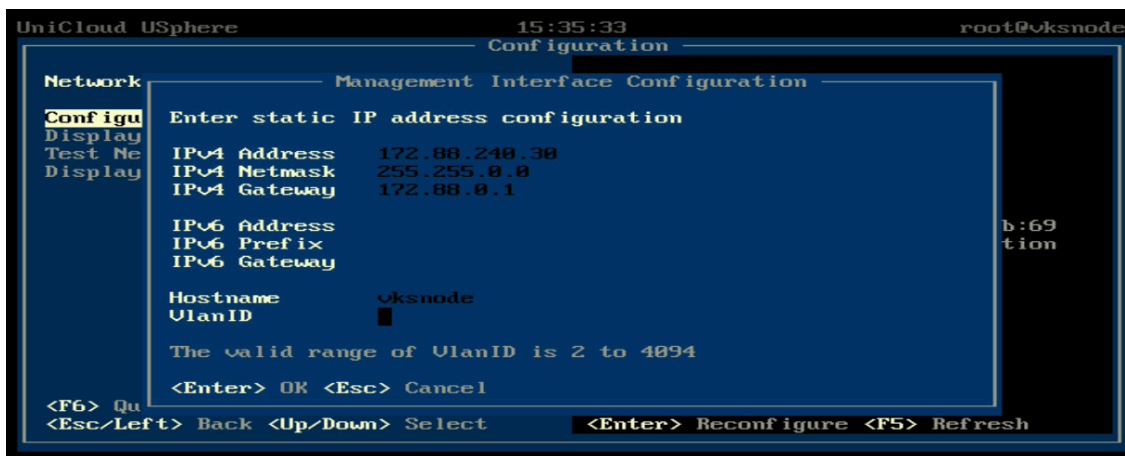 UniCloud USphere 15:35:33 root@vksnode
Configuration
Network
Management Interface Configuration
Configu
Enter static IP address configuration
Display
Test Ne
IPv4 Address 172.88.240.30
Display
IPv4 Netmask 255.255.0.0
IPv4 Gateway 172.88.0.1
IPv6 Address
b:69
IPv6 Prefix
tion
IPv6 Gateway
Hostname vksnode
VlanID
The valid range of VlanID is 2 to 4094
<Enter> OK <Esc> Cancel
<F6> Qu
<Esc/Left> Back <Up/Down> Select <Enter> Reconfigure <F5> Refresh